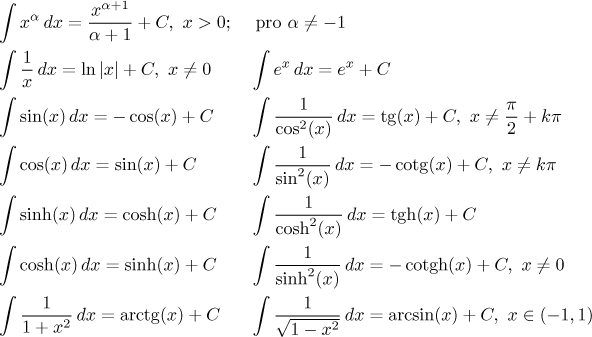 ∫ x^α dx = x^(α+1)/(α+1) + C, x > 0; pro α ≠ −1
∫ 1/x dx = ln|x| + C, x ≠ 0 ∫ e^x dx = e^x + C
∫ sin(x) dx = − cos(x) + C ∫ 1/cos²(x) dx = tg(x) + C, x ≠ π/2 + kπ
∫ cos(x) dx = sin(x) + C ∫ 1/sin²(x) dx = − cotg(x) + C, x ≠ kπ
∫ sinh(x) dx = cosh(x) + C ∫ 1/cosh²(x) dx = tgh(x) + C
∫ cosh(x) dx = sinh(x) + C ∫ 1/sinh²(x) dx = − cotgh(x) + C, x ≠ 0
∫ 1/(1 + x²) dx = arctg(x) + C ∫ 1/√(1 − x²) dx = arcsin(x) + C, x ∈ (−1, 1)